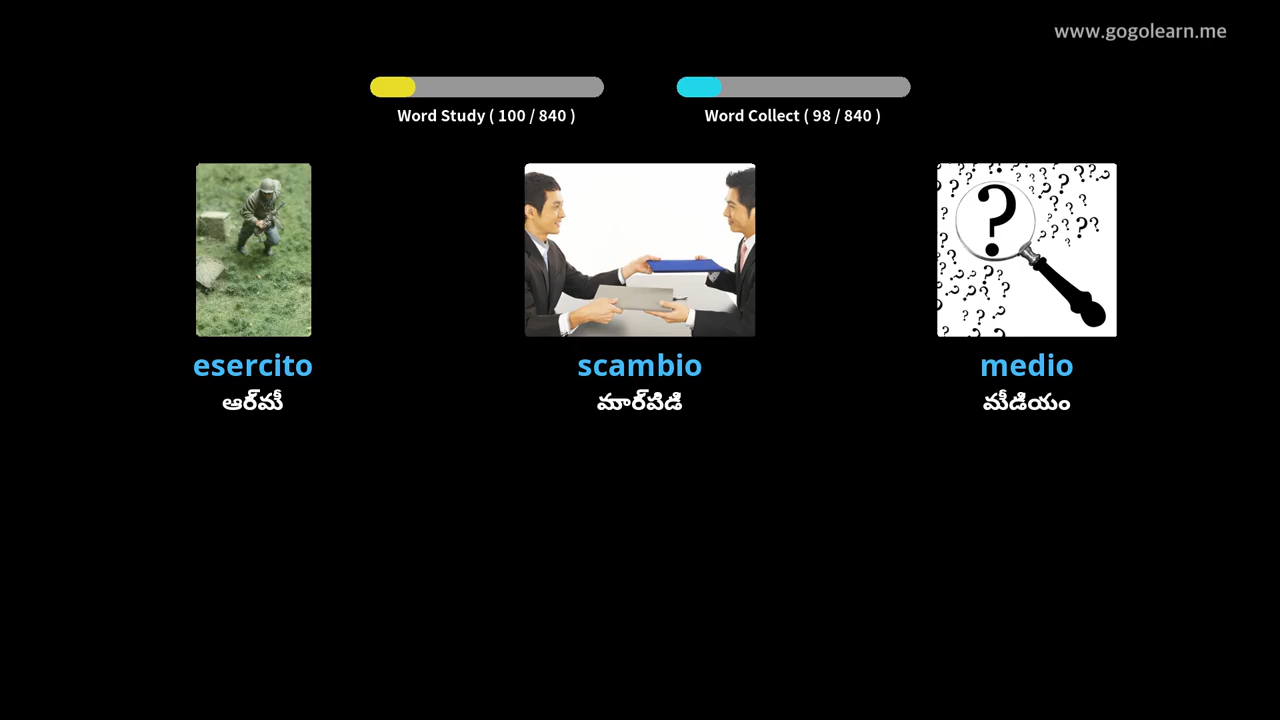 www.gogolearn.me
Word Study ( 100 / 840 )
Word Collect ( 98 / 840 )
esercito
scambio
medio
ఆర్‌మీ
మార్‌పిడి
మీడియం